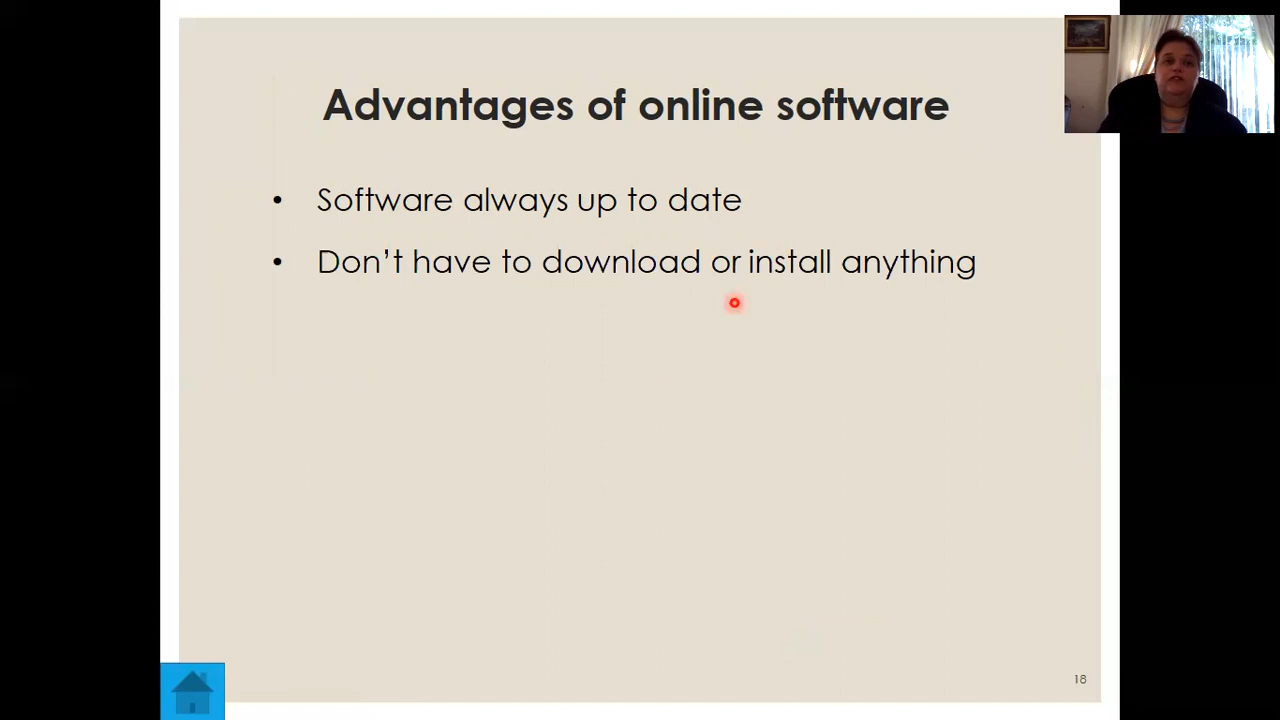 Advantages of online software
• Software always up to date
• Don’t have to download or install anything
18